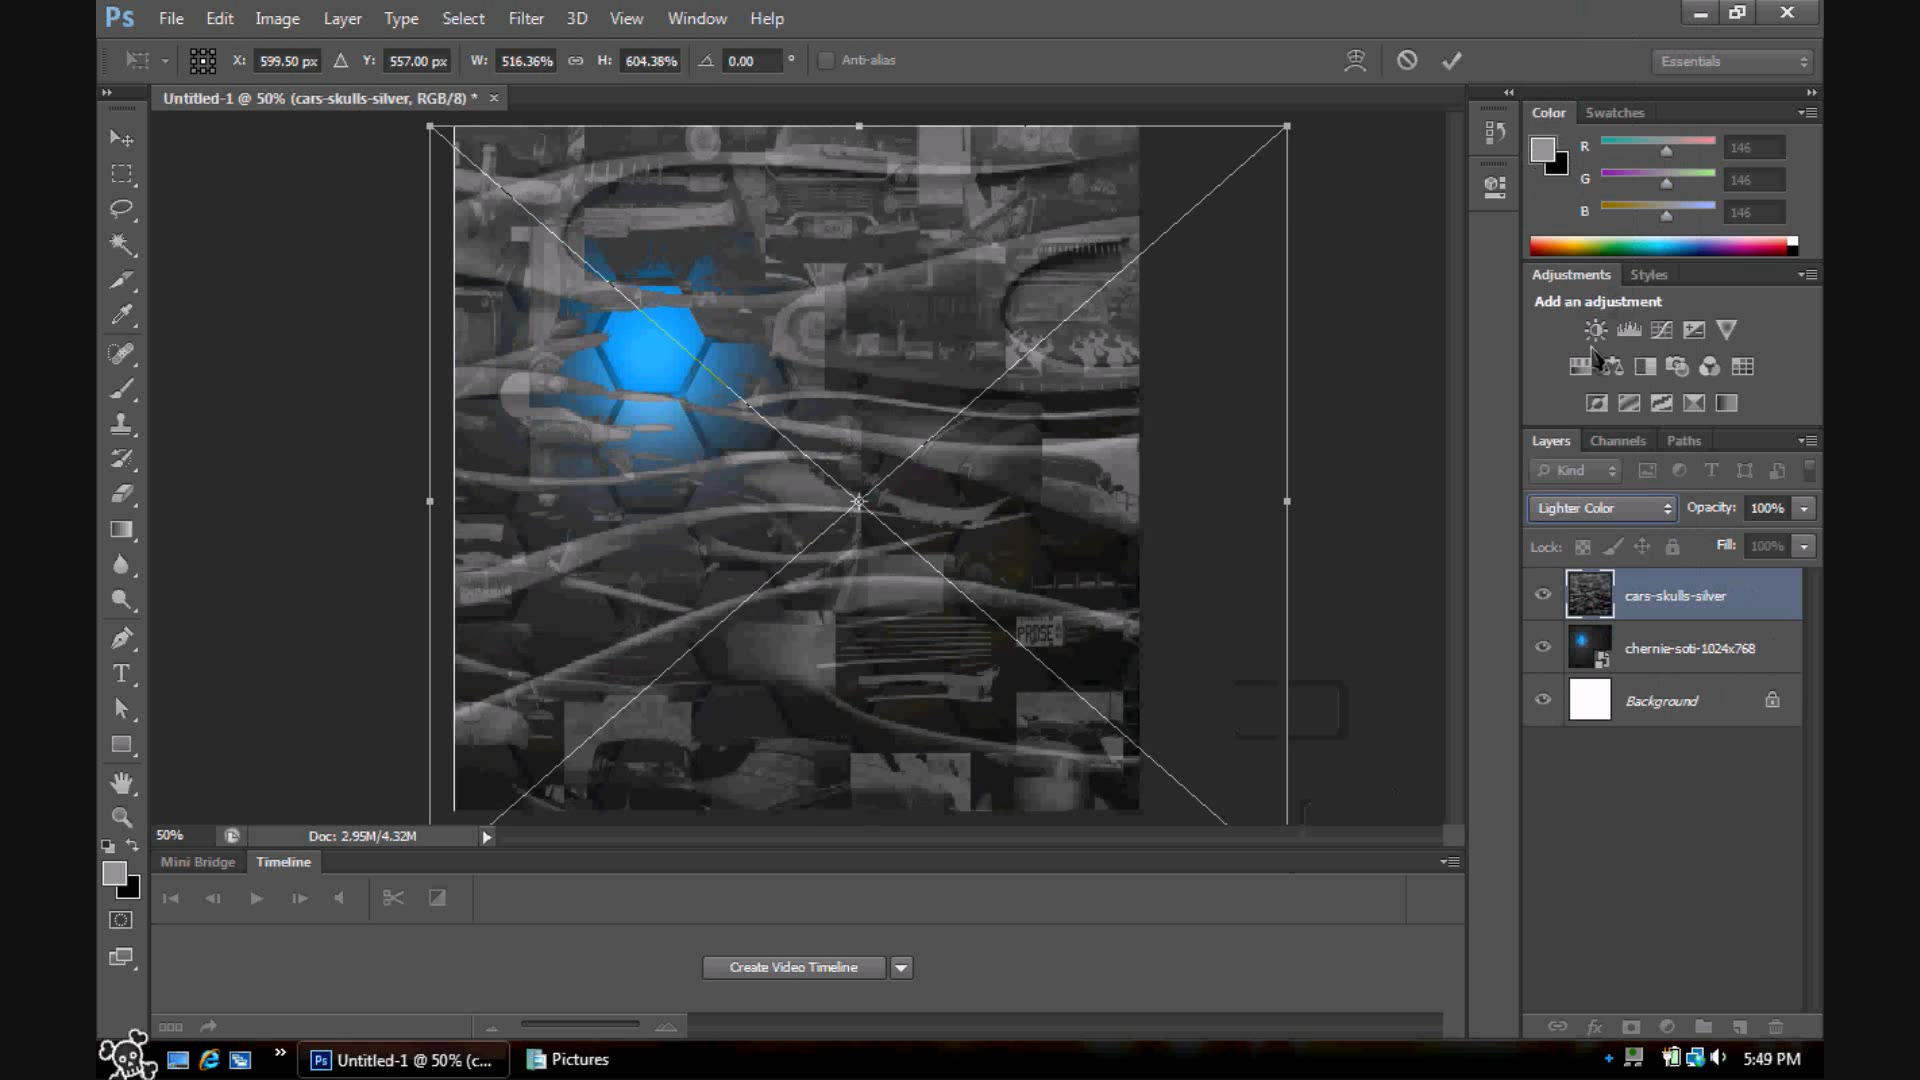 Ps File Edit Image Layer Type Select Filter 3D View Window Help
X: 599.50 px Y: 557.00 px W: 516.36% H: 604.38% 0.00 ° Anti-alias Essentials
Untitled-1 @ 50% (cars-skulls-silver, RGB/8) * ×
Color Swatches
R 146
G 146
B 146
Adjustments Styles
Add an adjustment
Layers Channels Paths
Kind
Lighter Color Opacity: 100%
Lock: Fill: 100%
cars-skulls-silver
chernie-soti-1024x768
Background
PRDSE
50% Doc: 2.95M/4.32M
Mini Bridge Timeline
Create Video Timeline
Ps Untitled-1 @ 50% (c... Pictures 5:49 PM